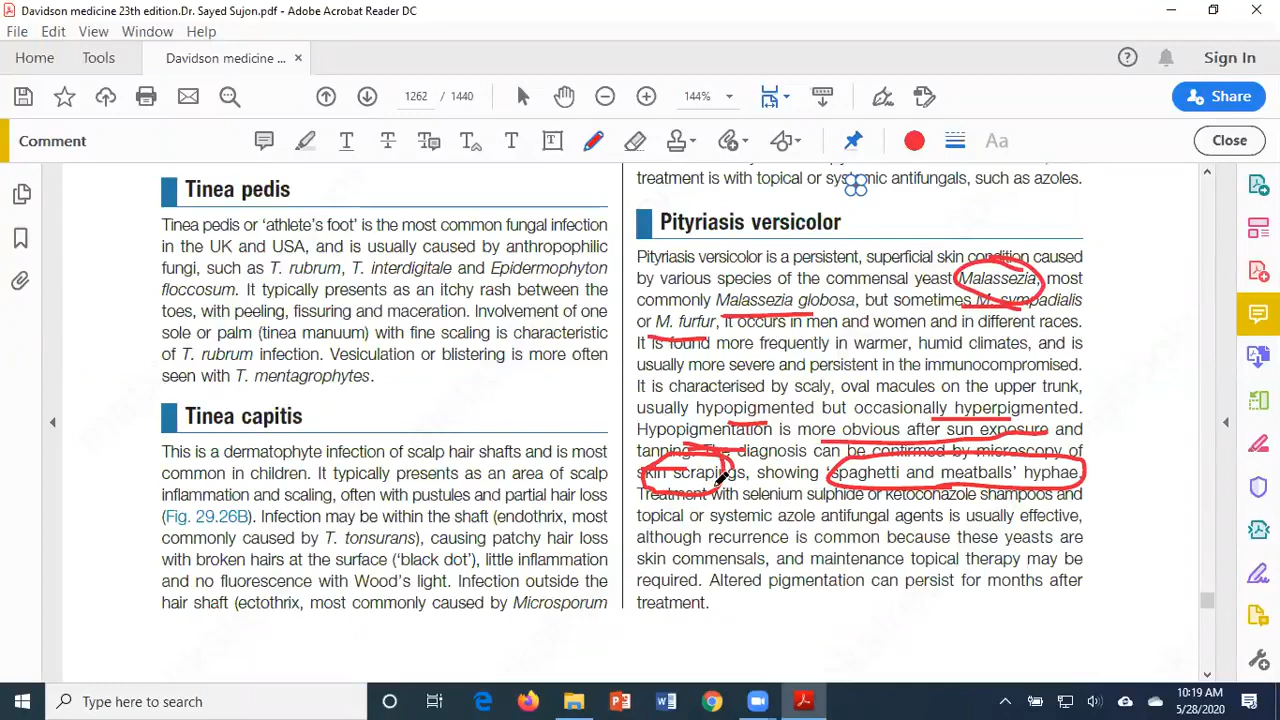 Davidson medicine 23th edition.Dr. Sayed Sujon.pdf - Adobe Acrobat Reader DC
File Edit View Window Help
Home Tools Davidson medicine ... × Sign In
1262 / 1440 144% Share
Comment Aa Close
Tinea pedis
Tinea pedis or ‘athlete’s foot’ is the most common fungal infection
in the UK and USA, and is usually caused by anthropophilic
fungi, such as T. rubrum, T. interdigitale and Epidermophyton
floccosum. It typically presents as an itchy rash between the
toes, with peeling, fissuring and maceration. Involvement of one
sole or palm (tinea manuum) with fine scaling is characteristic
of T. rubrum infection. Vesiculation or blistering is more often
seen with T. mentagrophytes.
Tinea capitis
This is a dermatophyte infection of scalp hair shafts and is most
common in children. It typically presents as an area of scalp
inflammation and scaling, often with pustules and partial hair loss
(Fig. 29.26B). Infection may be within the shaft (endothrix, most
commonly caused by T. tonsurans), causing patchy hair loss
with broken hairs at the surface (‘black dot’), little inflammation
and no fluorescence with Wood’s light. Infection outside the
hair shaft (ectothrix, most commonly caused by Microsporum
treatment is with topical or systemic antifungals, such as azoles.
Pityriasis versicolor
Pityriasis versicolor is a persistent, superficial skin condition caused
by various species of the commensal yeast Malassezia, most
commonly Malassezia globosa, but sometimes M. sympadialis
or M. furfur, it occurs in men and women and in different races.
It is found more frequently in warmer, humid climates, and is
usually more severe and persistent in the immunocompromised.
It is characterised by scaly, oval macules on the upper trunk,
usually hypopigmented but occasionally hyperpigmented.
Hypopigmentation is more obvious after sun exposure and
tanning. The diagnosis can be confirmed by microscopy of
skin scrapings, showing ‘spaghetti and meatballs’ hyphae.
Treatment with selenium sulphide or ketoconazole shampoos and
topical or systemic azole antifungal agents is usually effective,
although recurrence is common because these yeasts are
skin commensals, and maintenance topical therapy may be
required. Altered pigmentation can persist for months after
treatment.
Type here to search
10:19 AM
5/28/2020